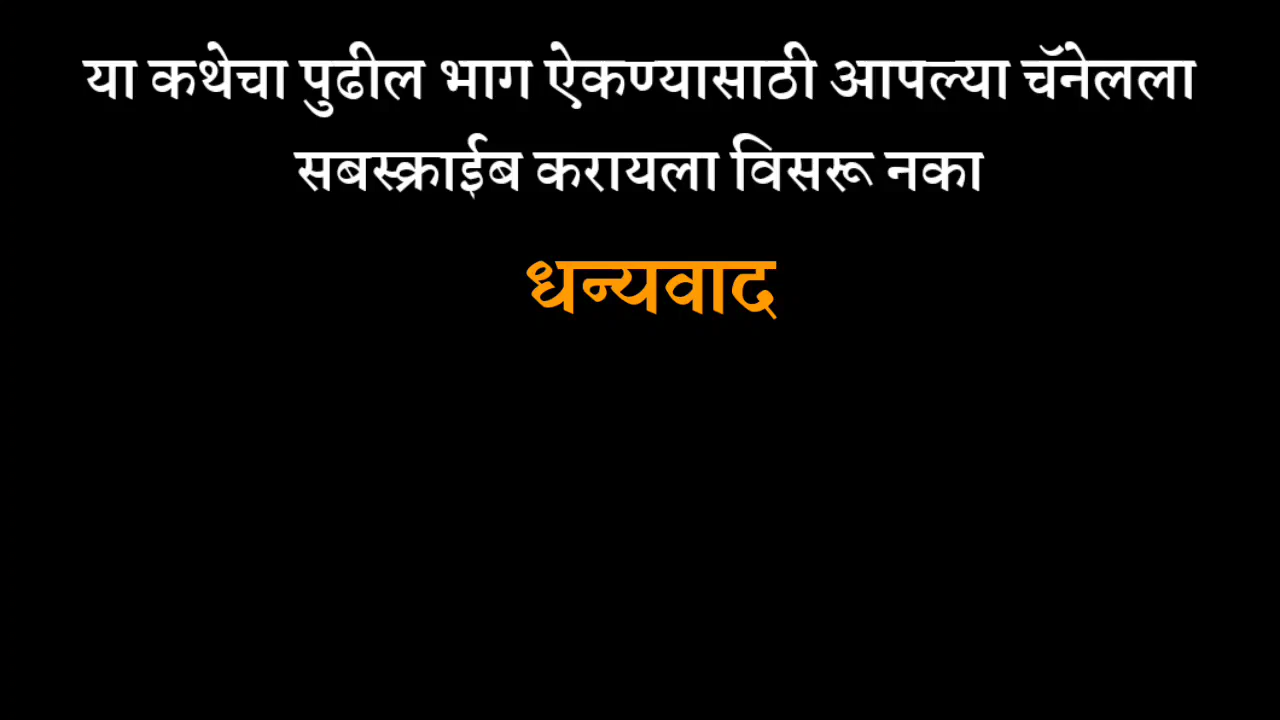 या कथेचा पुढील भाग ऐकण्यासाठी आपल्या चॅनेलला
सबस्क्राईब करायला विसरू नका
धन्यवाद